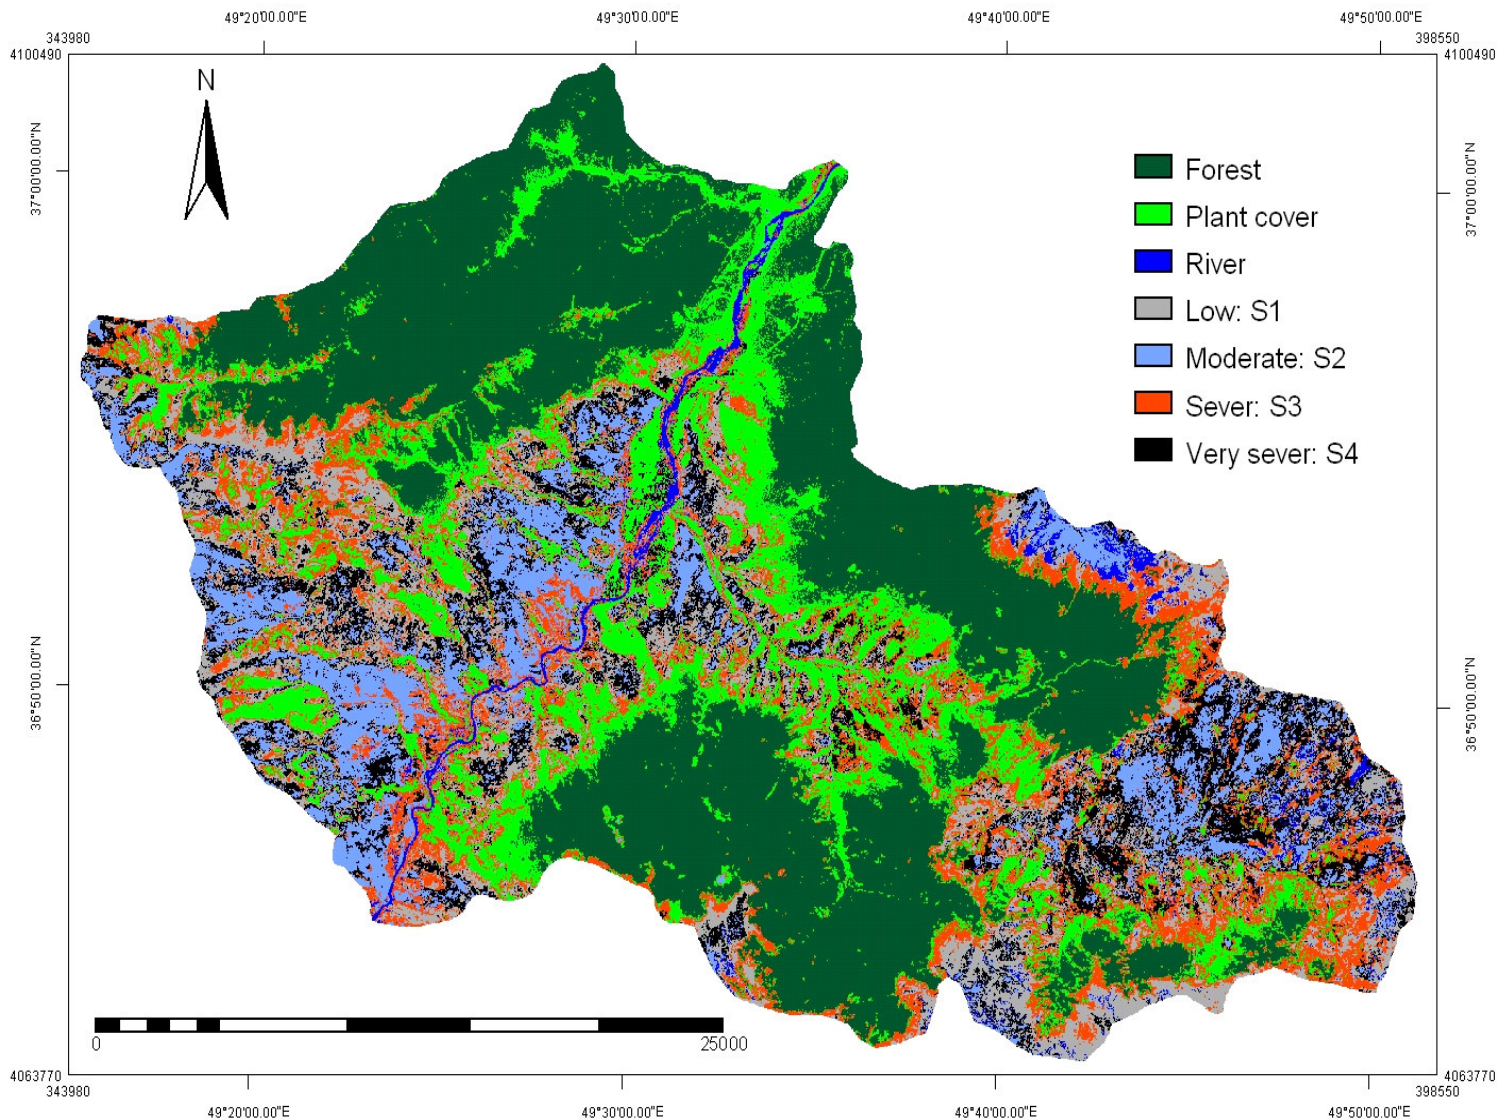 49°20'00.00"E
49°30'00.00"E
49°40'00.00"E
49°50'00.00"E
343980
398550
4100490
4100490
N
37°00'00.00"N
37°00'00.00"N
Forest
Plant cover
River
Low: S1
Moderate: S2
Sever: S3
Very sever: S4
36°50'00.00"N
36°50'00.00"N
0
25000
4063770
4063770
343980
398550
49°20'00.00"E
49°30'00.00"E
49°40'00.00"E
49°50'00.00"E